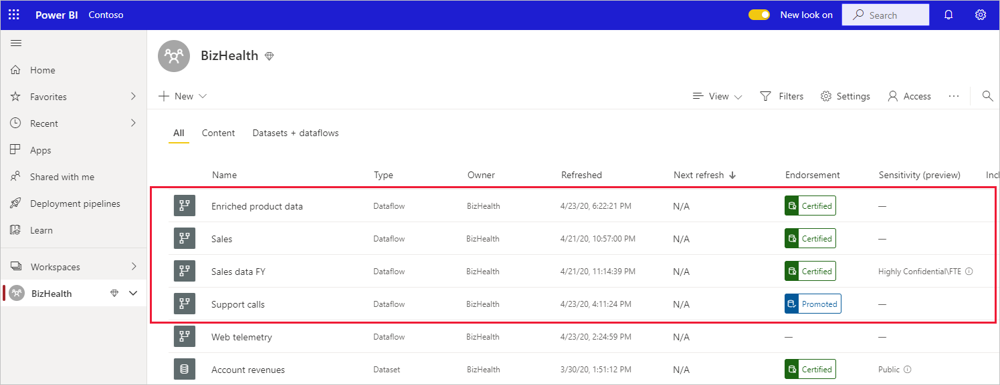 Power BI Contoso New look on Search
BizHealth
Home
Favorites
Recent
Apps
Shared with me
Deployment pipelines
Learn
Workspaces
BizHealth
New View Filters Settings Access ...
All Content Datasets + dataflows
Name Type Owner Refreshed Next refresh Endorsement Sensitivity (preview) Incl
Enriched product data Dataflow BizHealth 4/23/20, 6:22:21 PM N/A Certified —
Sales Dataflow BizHealth 4/21/20, 10:57:00 PM N/A Certified —
Sales data FY Dataflow BizHealth 4/21/20, 11:14:39 PM N/A Certified Highly Confidential\FTE
Support calls Dataflow BizHealth 4/23/20, 4:11:24 PM N/A Promoted —
Web telemetry Dataflow BizHealth 4/23/20, 2:24:59 PM N/A — —
Account revenues Dataset BizHealth 3/30/20, 1:51:12 PM N/A Certified Public